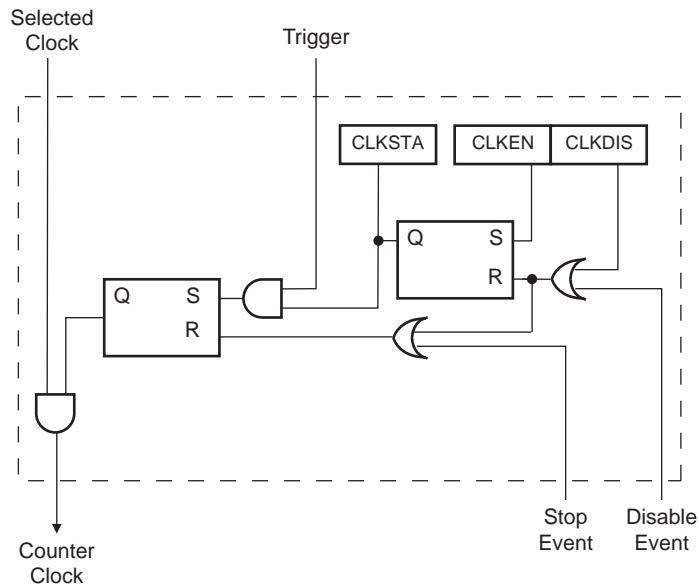 Selected
Clock
Trigger
CLKSTA
CLKEN
CLKDIS
Q
S
R
Q
S
R
Stop
Event
Disable
Event
Counter
Clock